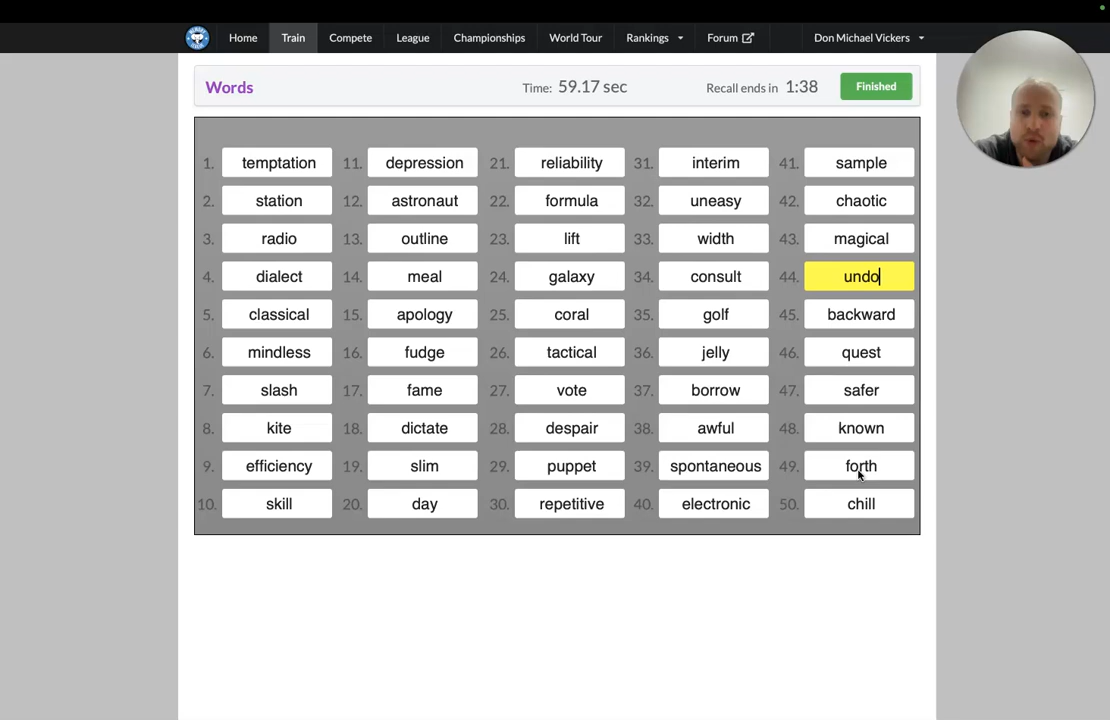 Home Train Compete League Championships World Tour Rankings Forum Don Michael Vickers
Words Time: 59.17 sec Recall ends in 1:38 Finished
1. temptation 11. depression 21. reliability 31. interim 41. sample
2. station 12. astronaut 22. formula 32. uneasy 42. chaotic
3. radio 13. outline 23. lift 33. width 43. magical
4. dialect 14. meal 24. galaxy 34. consult 44. undo
5. classical 15. apology 25. coral 35. golf 45. backward
6. mindless 16. fudge 26. tactical 36. jelly 46. quest
7. slash 17. fame 27. vote 37. borrow 47. safer
8. kite 18. dictate 28. despair 38. awful 48. known
9. efficiency 19. slim 29. puppet 39. spontaneous 49. forth
10. skill 20. day 30. repetitive 40. electronic 50. chill